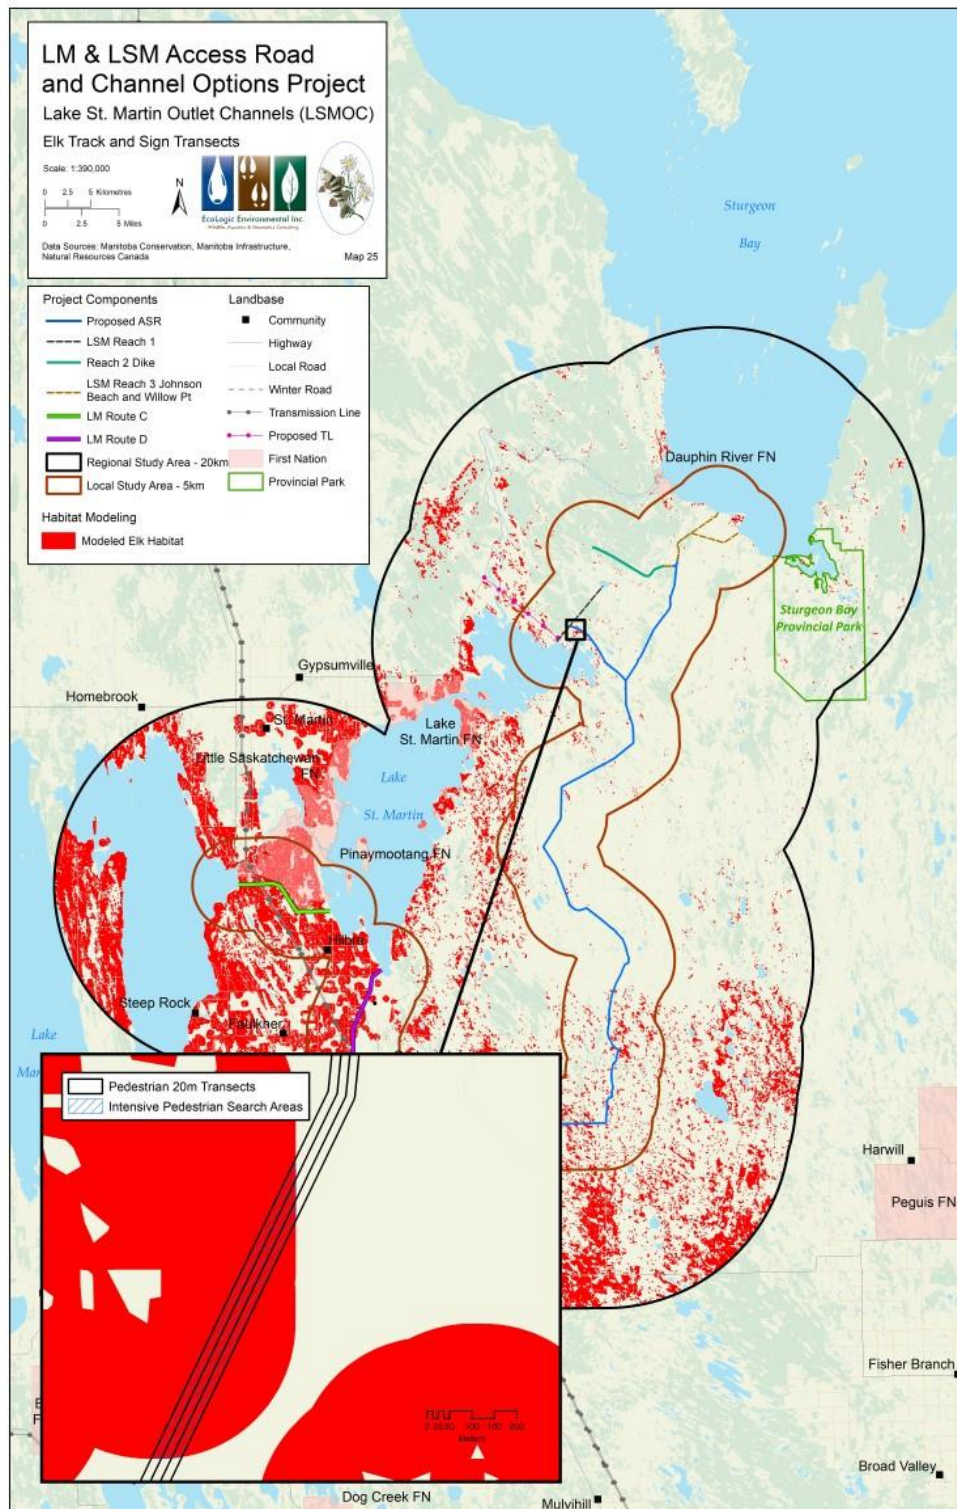 LM & LSM Access Road
and Channel Options Project
Lake St. Martin Outlet Channels (LSMOC)
Elk Track and Sign Transects
Scale: 1:390,000
0 2.5 5 Kilometres
0 2.5 5 Miles
N
EcoLogic Environmental Inc.
Data Sources: Manitoba Conservation, Manitoba Infrastructure,
Natural Resources Canada
Map 25
Project Components
Proposed ASR
LSM Reach 1
Reach 2 Dike
LSM Reach 3 Johnson
Beach and Willow Pt
LM Route C
LM Route D
Regional Study Area - 20km
Local Study Area - 5km
Habitat Modeling
Modeled Elk Habitat
Landbase
Community
Highway
Local Road
Winter Road
Transmission Line
Proposed TL
First Nation
Provincial Park
Sturgeon
Bay
Dauphin River FN
Sturgeon Bay
Provincial Park
Gypsumville
Homebrook
St. Martin
Lake
St. Martin FN
Little Saskatchewan
FN
Lake
St. Martin
Pinaymootang FN
Hilbre
Steep Rock
Faulkner
Lake
Pedestrian 20m Transects
Intensive Pedestrian Search Areas
Meters
Harwill
Peguis FN
Fisher Branch
Broad Valley
Dog Creek FN
Mulvihill